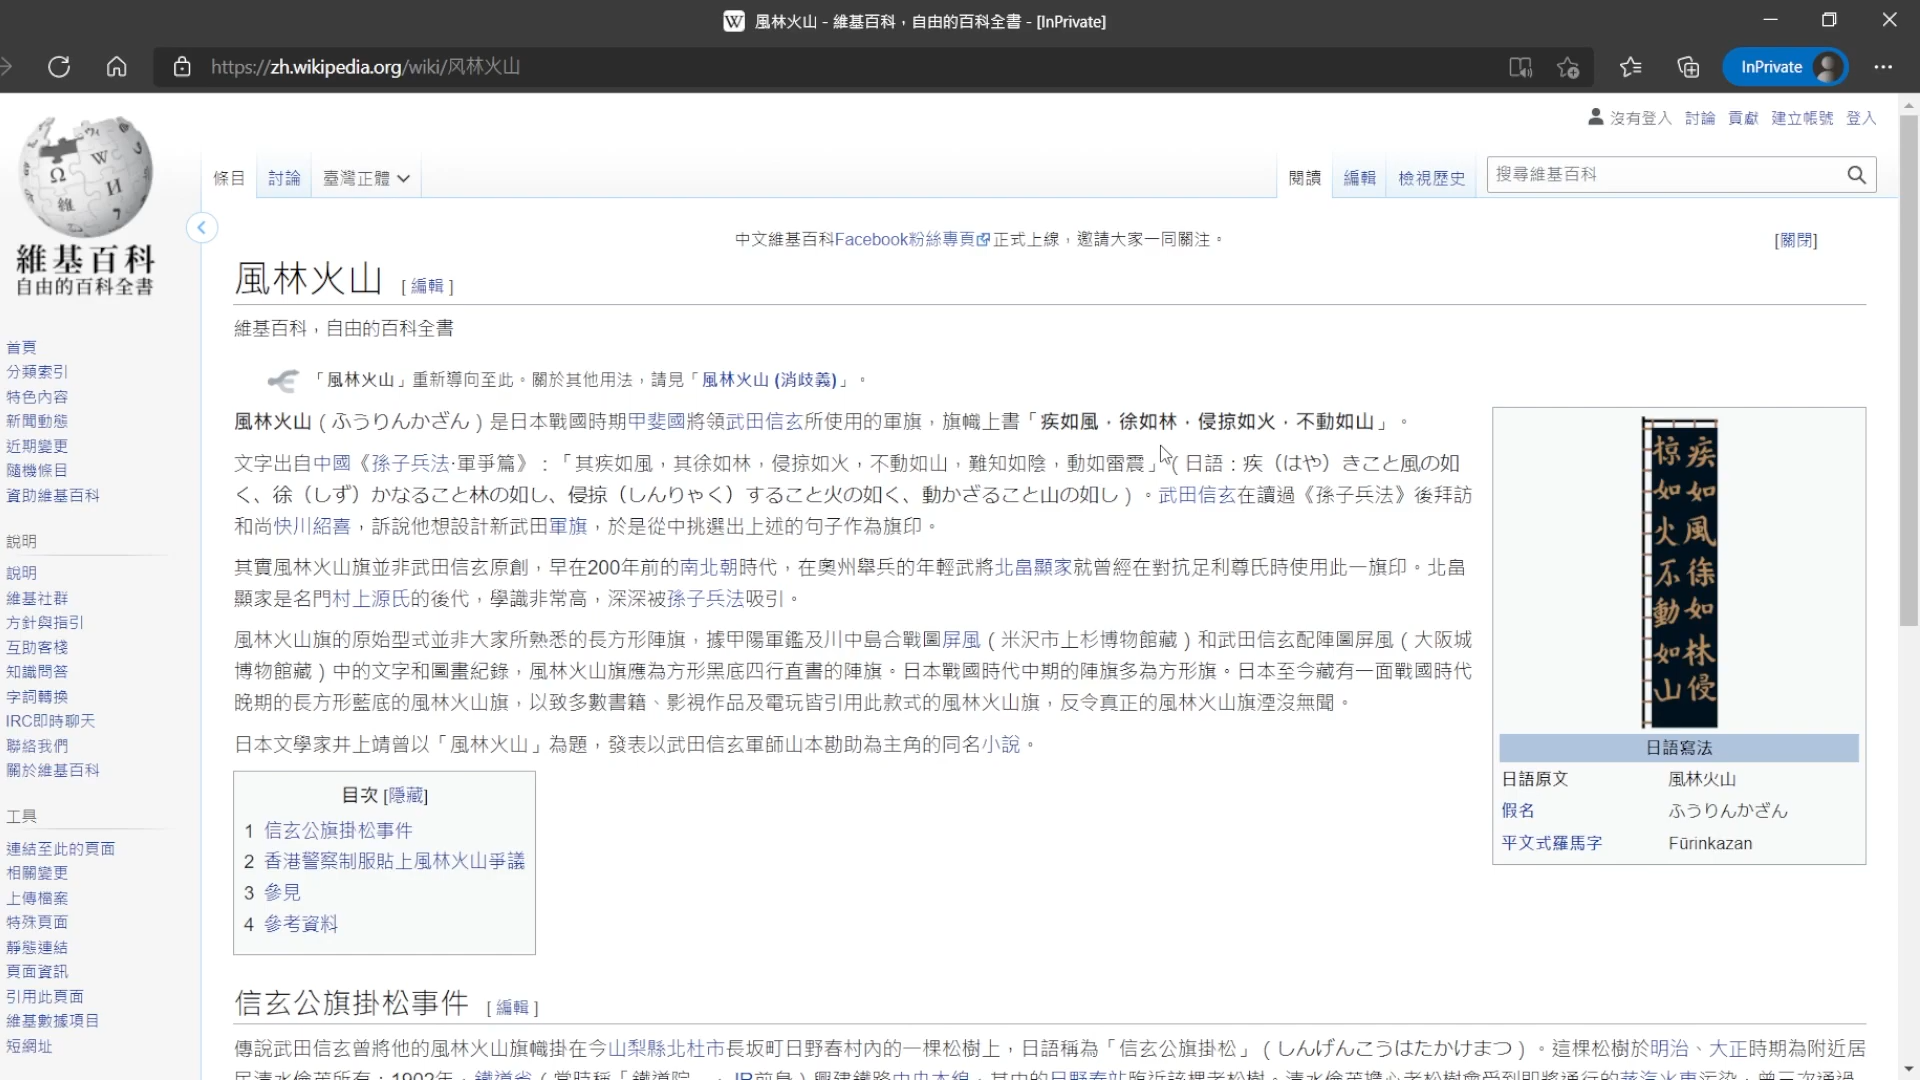 風林火山 - 維基百科，自由的百科全書 - [InPrivate]
https://zh.wikipedia.org/wiki/风林火山
InPrivate
沒有登入 討論 貢獻 建立帳號 登入
條目 討論 臺灣正體 閱讀 編輯 檢視歷史 搜尋維基百科
維基百科
自由的百科全書
中文維基百科Facebook粉絲專頁正式上線，邀請大家一同關注。 [關閉]
風林火山 [ 編輯 ]
維基百科，自由的百科全書
「風林火山」重新導向至此。關於其他用法，請見「風林火山 (消歧義)」。
風林火山（ふうりんかざん）是日本戰國時期甲斐國將領武田信玄所使用的軍旗，旗幟上書「疾如風，徐如林，侵掠如火，不動如山」。
文字出自中國《孫子兵法·軍爭篇》：「其疾如風，其徐如林，侵掠如火，不動如山，難知如陰，動如雷震」（日語：疾（はや）きこと風の如
く、徐（しず）かなること林の如し、侵掠（しんりゃく）すること火の如く、動かざること山の如し）。武田信玄在讀過《孫子兵法》後拜訪
和尚快川紹喜，訴說他想設計新武田軍旗，於是從中挑選出上述的句子作為旗印。
其實風林火山旗並非武田信玄原創，早在200年前的南北朝時代，在奧州舉兵的年輕武將北畠顯家就曾經在對抗足利尊氏時使用此一旗印。北畠
顯家是名門村上源氏的後代，學識非常高，深深被孫子兵法吸引。
風林火山旗的原始型式並非大家所熟悉的長方形陣旗，據甲陽軍鑑及川中島合戰圖屏風（米沢市上杉博物館藏）和武田信玄配陣圖屏風（大阪城
博物館藏）中的文字和圖畫紀錄，風林火山旗應為方形黑底四行直書的陣旗。日本戰國時代中期的陣旗多為方形旗。日本至今藏有一面戰國時代
晚期的長方形藍底的風林火山旗，以致多數書籍、影視作品及電玩皆引用此款式的風林火山旗，反令真正的風林火山旗湮沒無聞。
日本文學家井上靖曾以「風林火山」為題，發表以武田信玄軍師山本勘助為主角的同名小說。
疾如風徐如林侵
掠如火不動如山
日語寫法
日語原文 風林火山
假名 ふうりんかざん
平文式羅馬字 Fūrinkazan
目次 [隱藏]
1 信玄公旗掛松事件
2 香港警察制服貼上風林火山爭議
3 參見
4 參考資料
信玄公旗掛松事件 [ 編輯 ]
傳說武田信玄曾將他的風林火山旗幟掛在今山梨縣北杜市長坂町日野春村內的一棵松樹上，日語稱為「信玄公旗掛松」（しんげんこうはたかけまつ）。這棵松樹於明治、大正時期為附近居
首頁
分類索引
特色內容
新聞動態
近期變更
隨機條目
資助維基百科
說明
說明
維基社群
方針與指引
互助客棧
知識問答
字詞轉換
IRC即時聊天
聯絡我們
關於維基百科
工具
連結至此的頁面
相關變更
上傳檔案
特殊頁面
靜態連結
頁面資訊
引用此頁面
維基數據項目
短網址